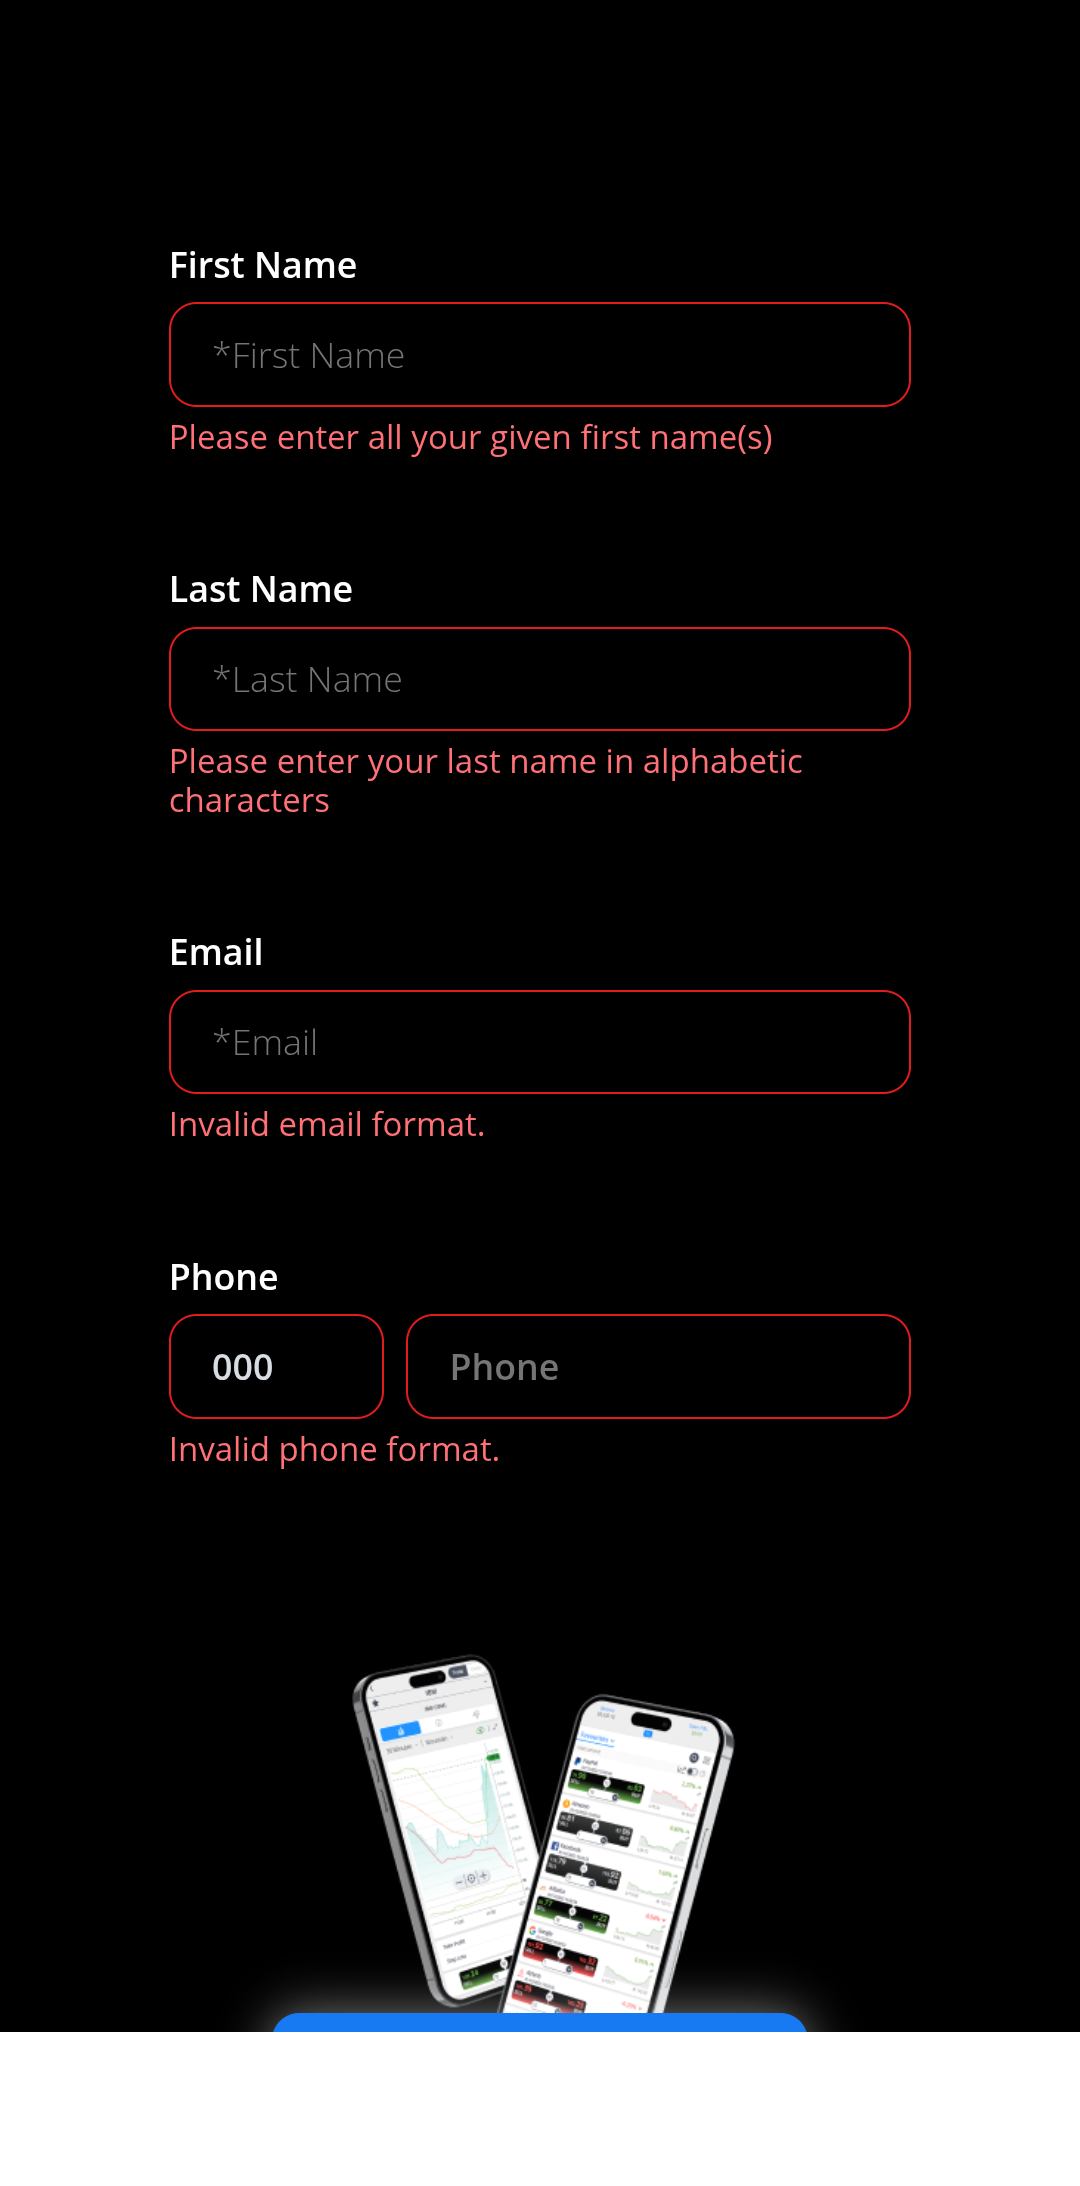 First Name
*First Name
Please enter all your given first name(s)
Last Name
*Last Name
Please enter your last name in alphabetic
characters
Email
*Email
Invalid email format.
Phone
000 Phone
Invalid phone format.